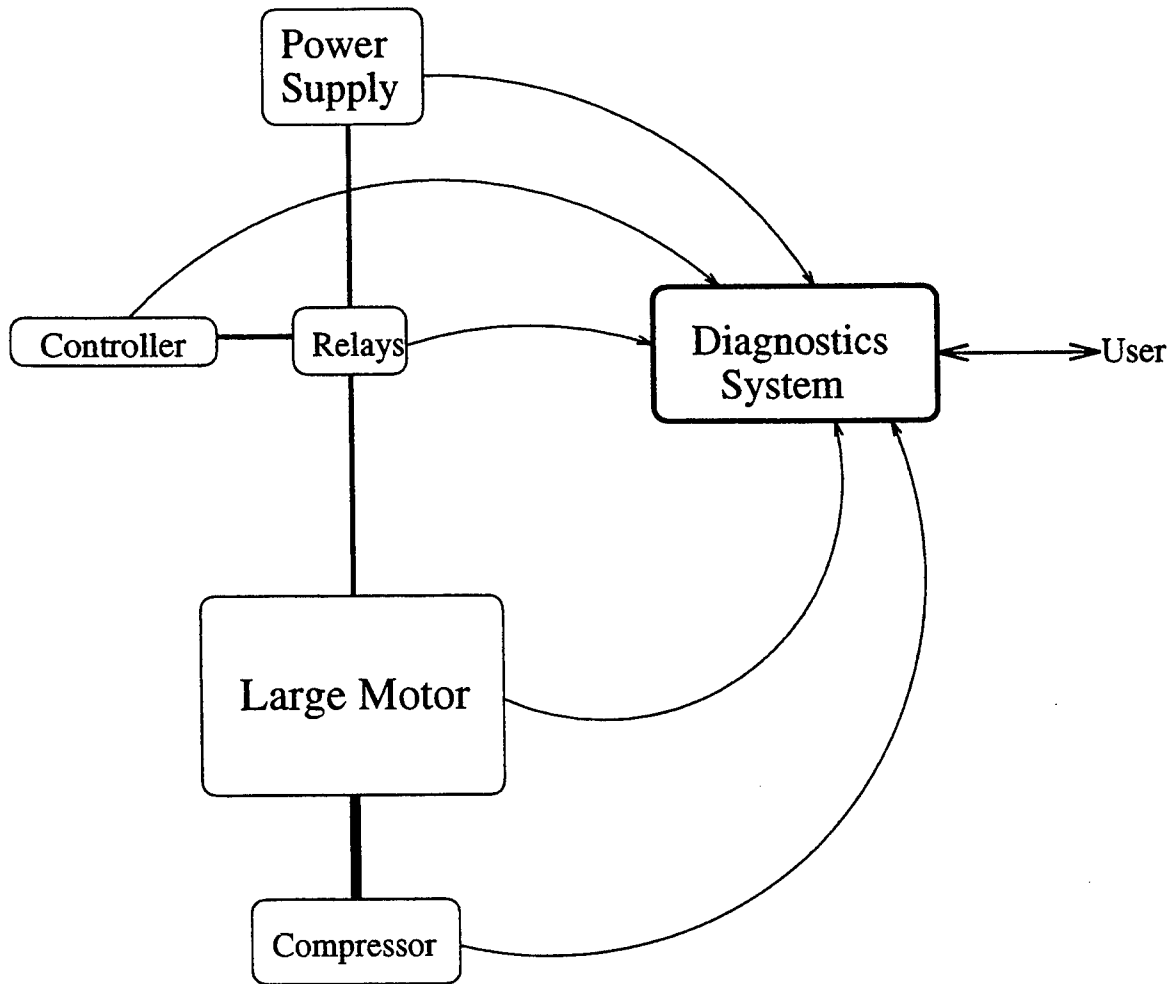 Power
Supply
Controller
Relays
Diagnostics
System
User
Large Motor
Compressor